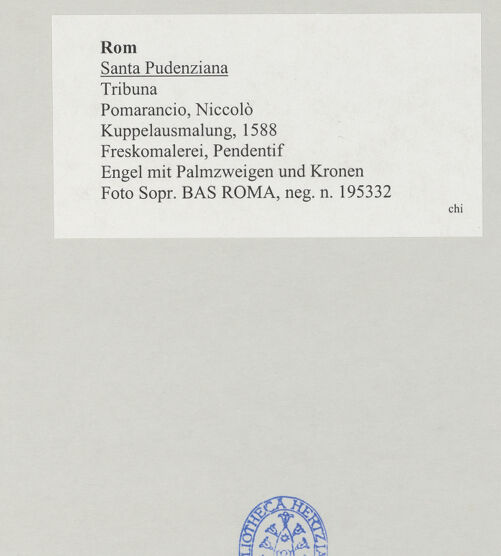 Rom
Santa Pudenziana
Tribuna
Pomarancio, Niccolò
Kuppelausmalung, 1588
Freskomalerei, Pendentif
Engel mit Palmzweigen und Kronen
Foto Sopr. BAS ROMA, neg. n. 195332
chi